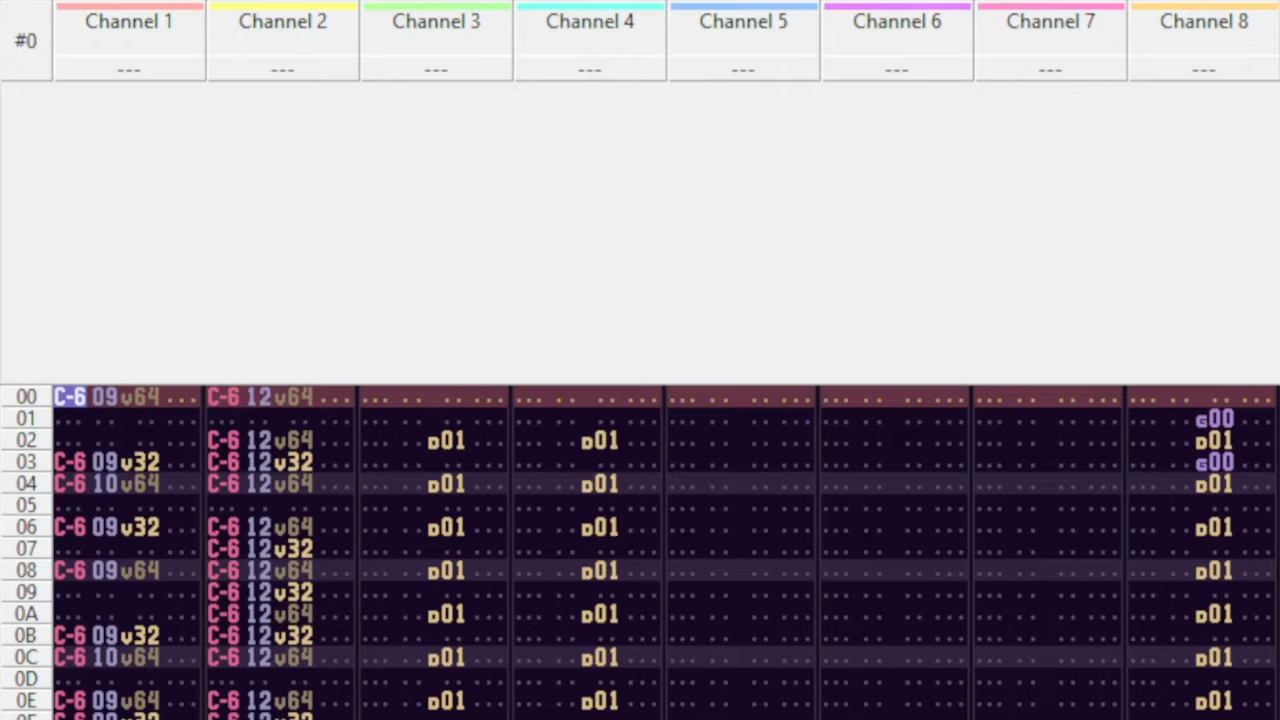 #0 Channel 1 Channel 2 Channel 3 Channel 4 Channel 5 Channel 6 Channel 7 Channel 8
--- --- --- --- --- --- --- ---
00 C-6 09 v64 ... C-6 12 v64 ...
01 G00
02 C-6 12 v64 D01 D01 D01
03 C-6 09 v32 C-6 12 v32 G00
04 C-6 10 v64 C-6 12 v64 D01 D01 D01
05
06 C-6 09 v32 C-6 12 v64 D01 D01 D01
07 C-6 12 v32
08 C-6 09 v64 C-6 12 v64 D01 D01 D01
09 C-6 12 v32
0A C-6 12 v64 D01 D01 D01
0B C-6 09 v32 C-6 12 v32
0C C-6 10 v64 C-6 12 v64 D01 D01 D01
0D
0E C-6 09 v64 C-6 12 v64 D01 D01 D01